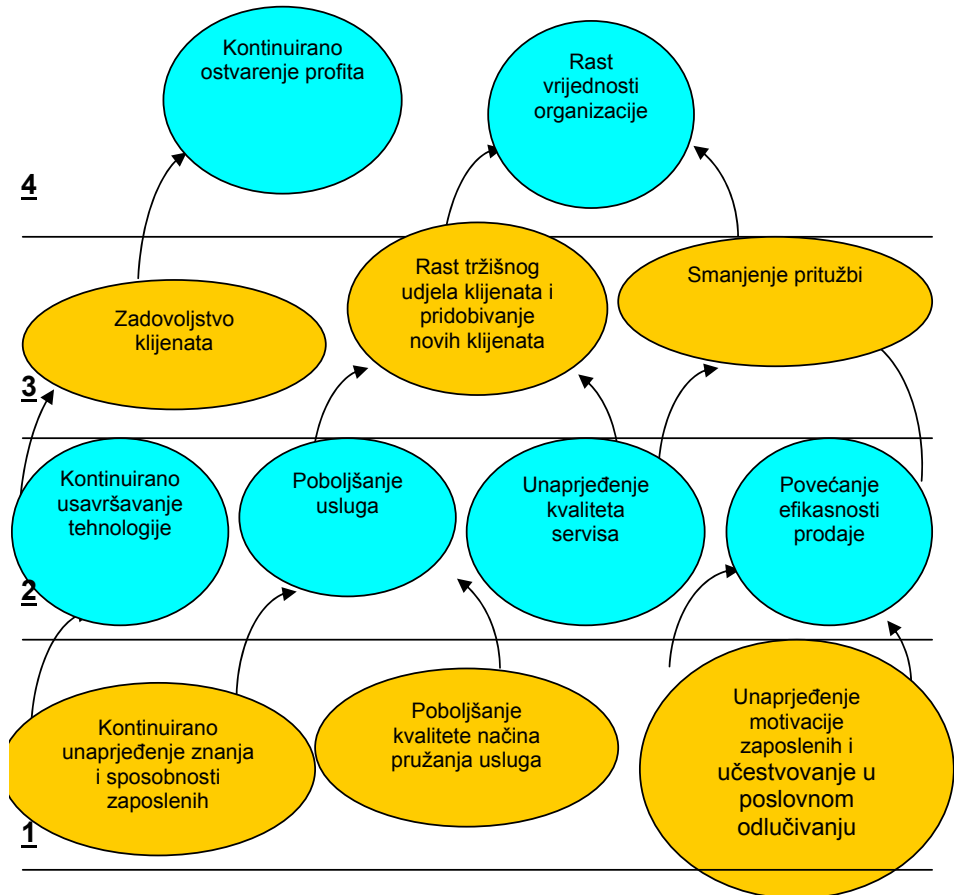 Kontinuirano
ostvarenje profita
Rast
vrijednosti
organizacije
4
Zadovoljstvo
klijenata
Rast tržišnog
udjela klijenata i
pridobivanje
novih klijenata
Smanjenje pritužbi
3
Kontinuirano
usavršavanje
tehnologije
Poboljšanje
usluga
Unaprjeđenje
kvaliteta
servisa
Povećanje
efikasnosti
prodaje
2
Kontinuirano
unaprjeđenje znanja
i sposobnosti
zaposlenih
Poboljšanje
kvalitete načina
pružanja usluga
Unaprjeđenje
motivacije
zaposlenih i
učestvovanje u
poslovnom
odlučivanju
1